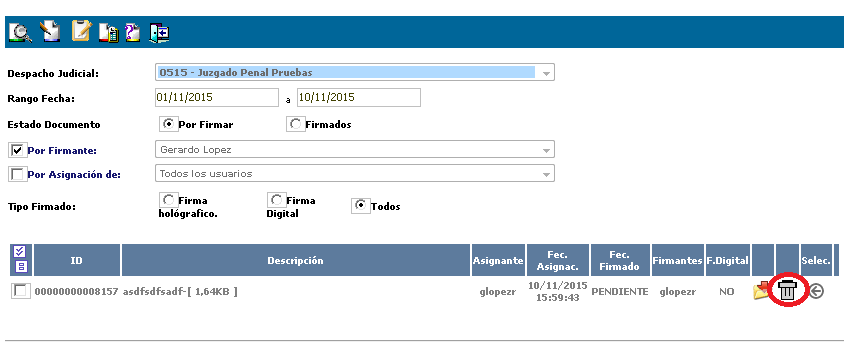 Despacho Judicial: 0515 - Juzgado Penal Pruebas
Rango Fecha: 01/11/2015 a 10/11/2015
Estado Documento Por Firmar Firmados
Por Firmante: Gerardo Lopez
Por Asignación de: Todos los usuarios
Tipo Firmado: Firma hológrafico. Firma Digital Todos
ID Descripción Asignante Fec. Asignac. Fec. Firmado Firmantes F.Digital Selec.
00000000008157 asdfsdfsadf-[ 1,64KB ] glopezr 10/11/2015 15:59:43 PENDIENTE glopezr NO